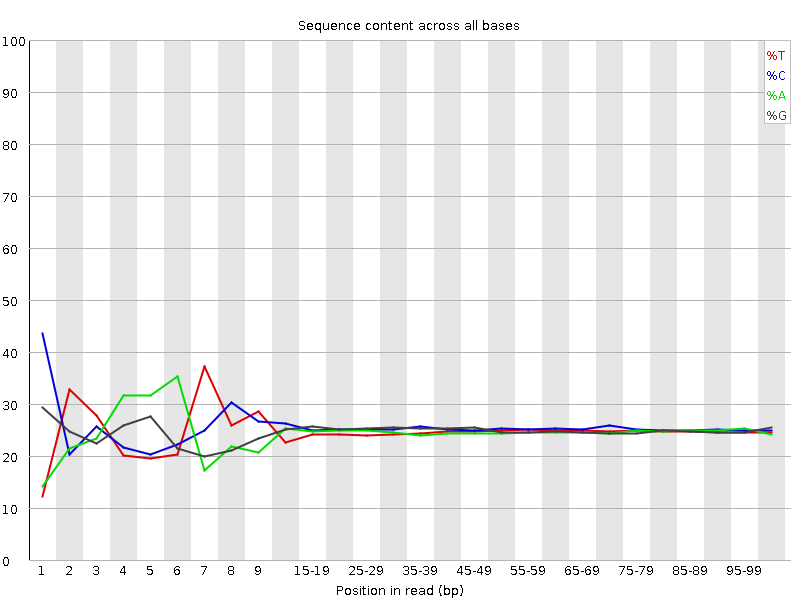 Sequence content across all bases
100
90
80
70
60
50
40
30
20
10
0
%T
%C
%A
%G
1 2 3 4 5 6 7 8 9 15-19 25-29 35-39 45-49 55-59 65-69 75-79 85-89 95-99
Position in read (bp)